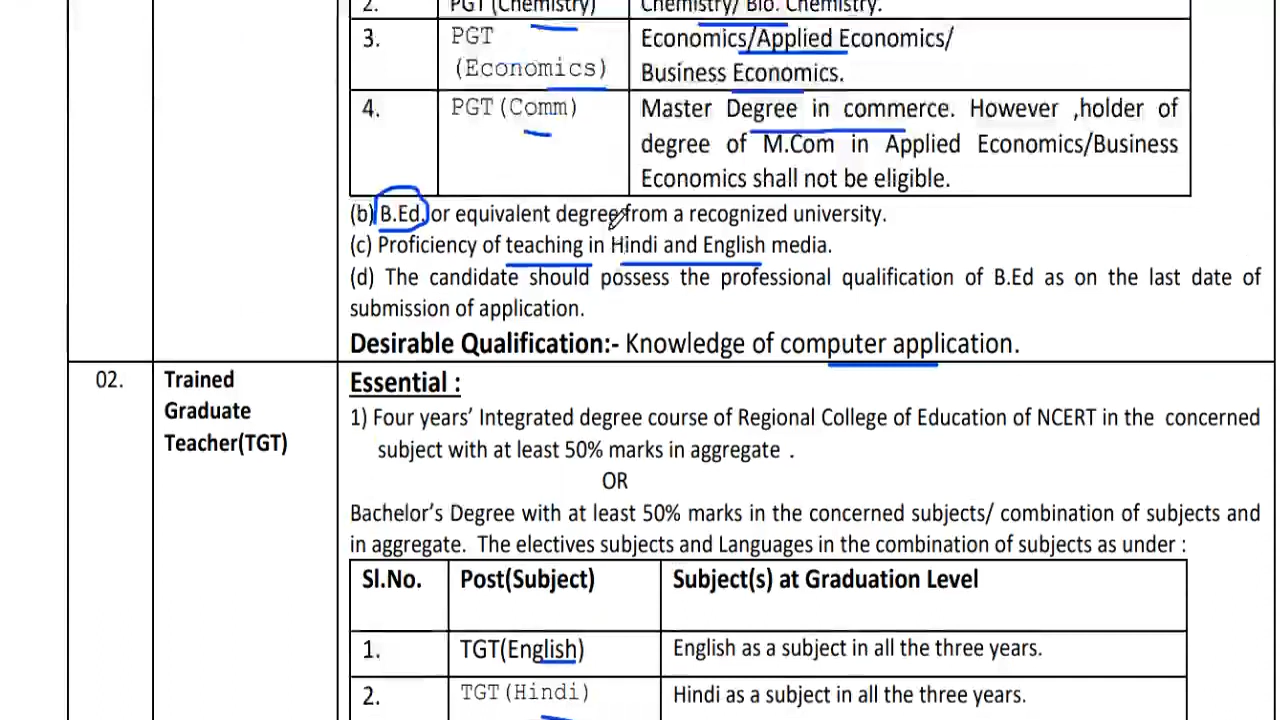 2. PGT (Chemistry) Chemistry/ Bio. Chemistry.
3. PGT (Economics) Economics/Applied Economics/
Business Economics.
4. PGT (Comm) Master Degree in commerce. However ,holder of
degree of M.Com in Applied Economics/Business
Economics shall not be eligible.
(b) B.Ed. or equivalent degree from a recognized university.
(c) Proficiency of teaching in Hindi and English media.
(d) The candidate should possess the professional qualification of B.Ed as on the last date of
submission of application.
Desirable Qualification:- Knowledge of computer application.
02. Trained
Graduate
Teacher(TGT)
Essential :
1) Four years’ Integrated degree course of Regional College of Education of NCERT in the concerned
subject with at least 50% marks in aggregate .
OR
Bachelor’s Degree with at least 50% marks in the concerned subjects/ combination of subjects and
in aggregate. The electives subjects and Languages in the combination of subjects as under :
Sl.No. Post(Subject) Subject(s) at Graduation Level
1. TGT(English) English as a subject in all the three years.
2. TGT(Hindi) Hindi as a subject in all the three years.